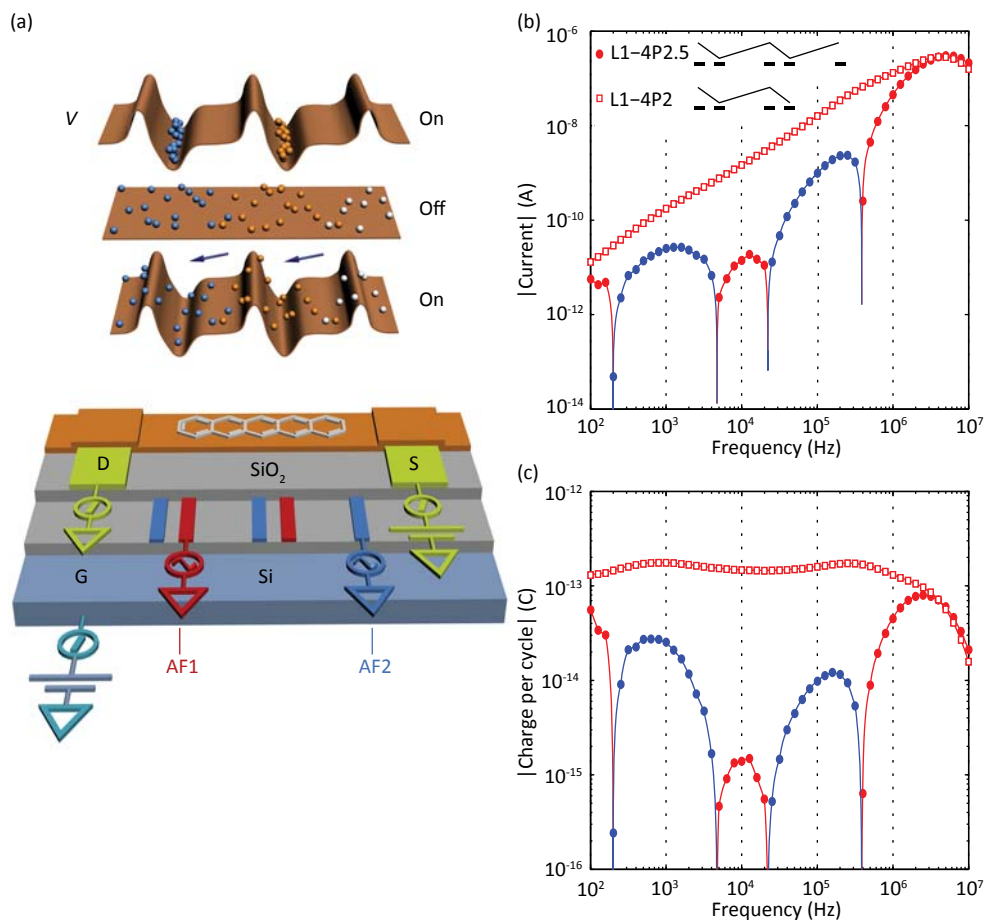 (a)
V
On
Off
On
D
SiO2
S
G
Si
AF1
AF2
(b)
|Current| (A)
10^-6
10^-8
10^-10
10^-12
10^-14
L1–4P2.5
L1–4P2
10^2 10^3 10^4 10^5 10^6 10^7
Frequency (Hz)
(c)
|Charge per cycle| (C)
10^-12
10^-13
10^-14
10^-15
10^-16
10^2 10^3 10^4 10^5 10^6 10^7
Frequency (Hz)